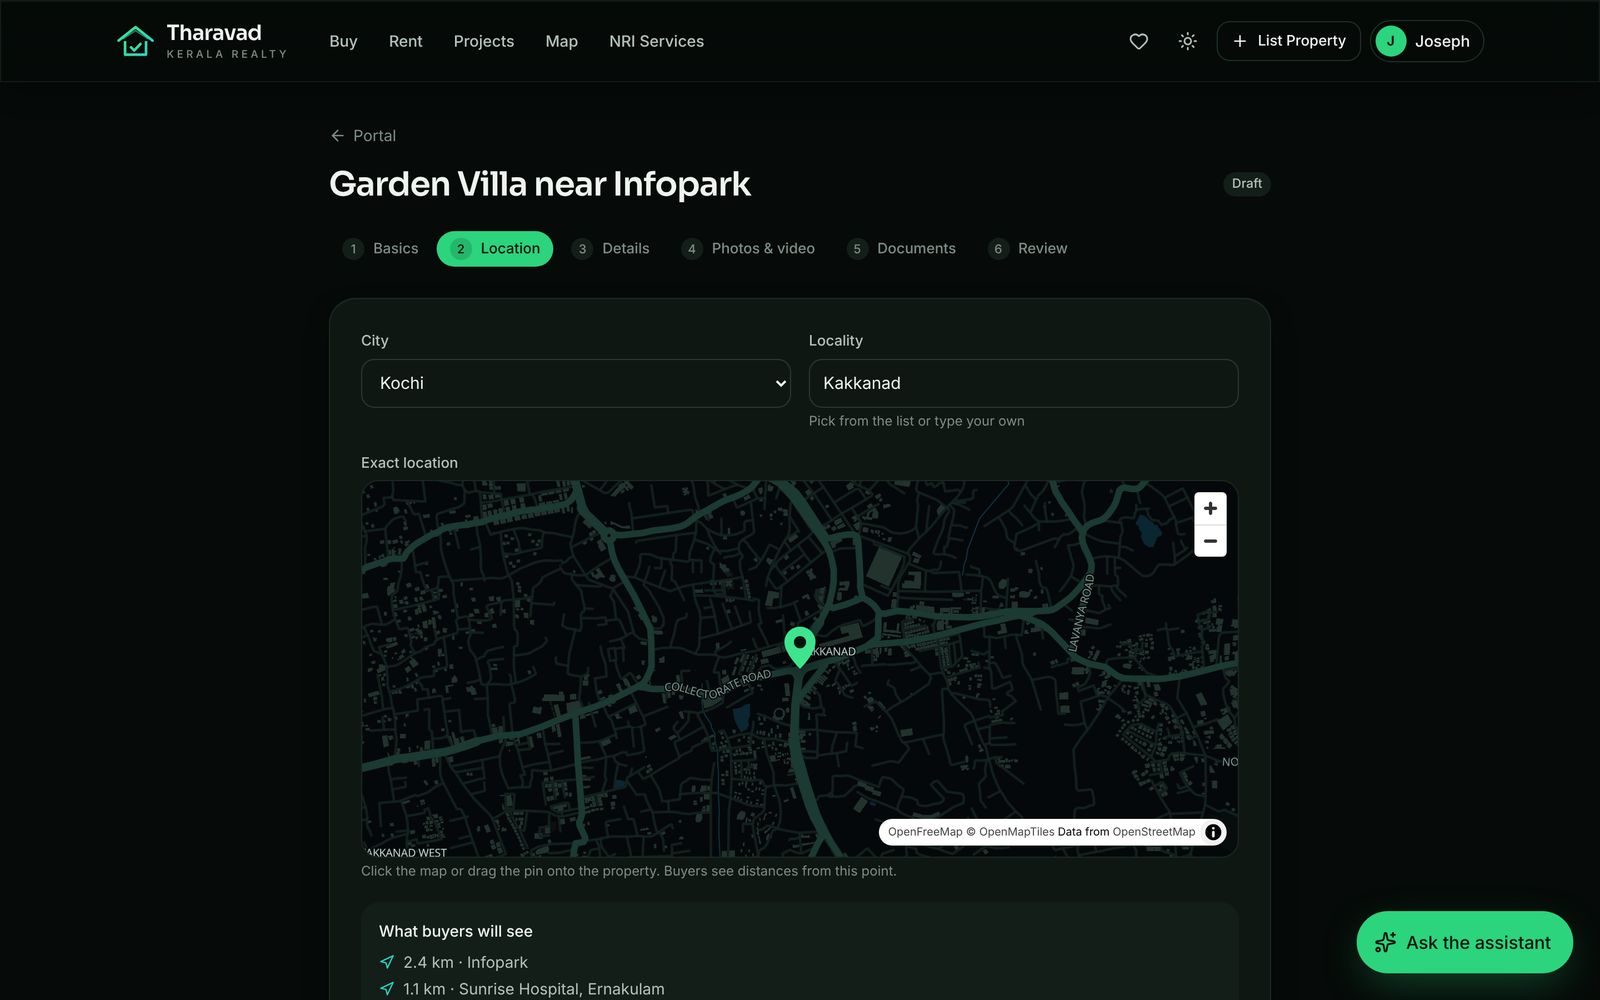 Tharavad
KERALA REALTY
Buy
Rent
Projects
Map
NRI Services
List Property
J
Joseph
Portal
Garden Villa near Infopark
Draft
1 Basics
2 Location
3 Details
4 Photos & video
5 Documents
6 Review
City
Locality
Kochi
Kakkanad
Pick from the list or type your own
Exact location
LAVANYA ROAD
AKKANAD
COLLECTORATE ROAD
NO
OpenFreeMap © OpenMapTiles Data from OpenStreetMap
AKKANAD WEST
Click the map or drag the pin onto the property. Buyers see distances from this point.
What buyers will see
2.4 km · Infopark
1.1 km · Sunrise Hospital, Ernakulam
Ask the assistant